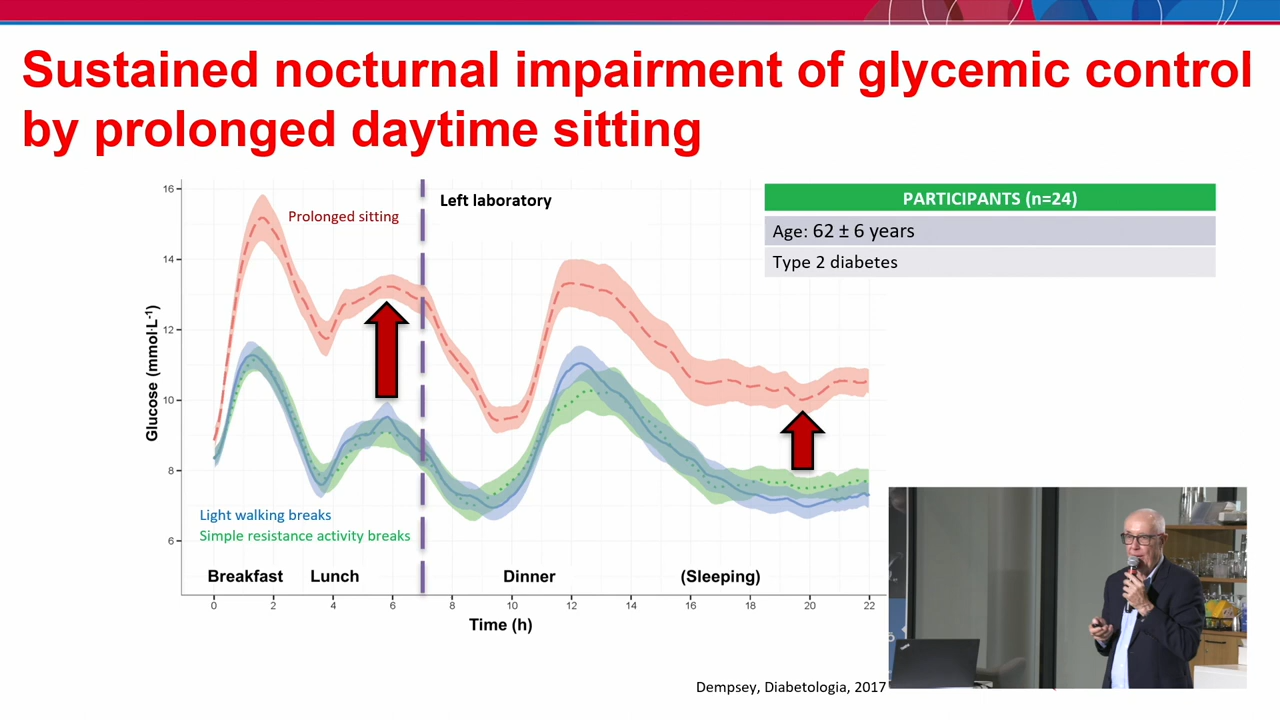 Sustained nocturnal impairment of glycemic control
by prolonged daytime sitting
16
14
12
10
8
6
Glucose (mmol·L⁻¹)
Prolonged sitting
Left laboratory
Light walking breaks
Simple resistance activity breaks
Breakfast
Lunch
Dinner
(Sleeping)
0 2 4 6 8 10 12 14 16 18 20 22
Time (h)
PARTICIPANTS (n=24)
Age: 62 ± 6 years
Type 2 diabetes
Dempsey, Diabetologia, 2017